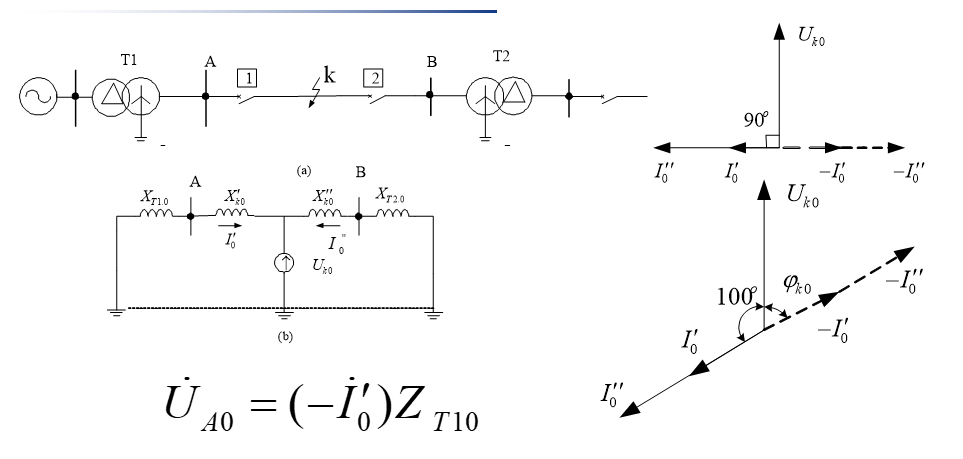 T1
A
1
k
2
B
T2
(a)
X_{T1.0}
A
X'_{k0}
X''_{k0}
B
X_{T2.0}
I'_0
I''_0
U_{k0}
(b)
\dot{U}_{A0} = (-\dot{I}'_0) Z_{T10}
U_{k0}
90°
I''_0
I'_0
-I'_0
-I''_0
U_{k0}
100°
φ_{k0}
-I''_0
-I'_0
I'_0
I''_0